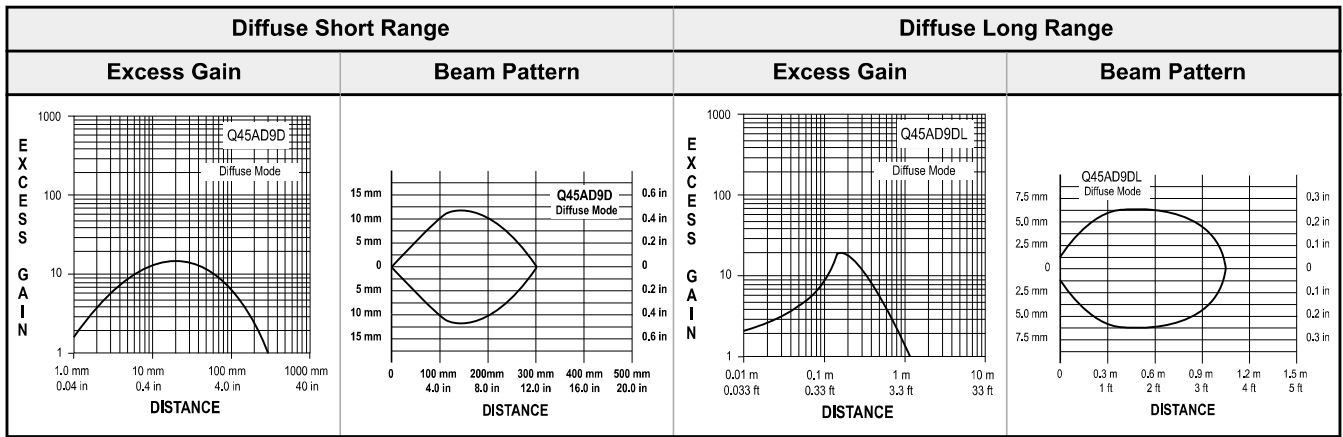 Diffuse Short Range
Diffuse Long Range
Excess Gain
Beam Pattern
Excess Gain
Beam Pattern
EXCESS GAIN
1000
100
10
1
Q45AD9D
Diffuse Mode
1.0 mm 10 mm 100 mm 1000 mm
0.04 in 0.4 in 4.0 in 40 in
DISTANCE
15 mm
10 mm
5 mm
0
5 mm
10 mm
15 mm
Q45AD9D
Diffuse Mode
0.6 in
0.4 in
0.2 in
0
0.2 in
0.4 in
0.6 in
0 100 mm 200mm 300 mm 400 mm 500 mm
4.0 in 8.0 in 12.0 in 16.0 in 20.0 in
DISTANCE
EXCESS GAIN
1000
100
10
1
Q45AD9DL
Diffuse Mode
0.01 m 0.1 m 1 m 10 m
0.033 ft 0.33 ft 3.3 ft 33 ft
DISTANCE
Q45AD9DL
Diffuse Mode
7.5 mm
5.0 mm
2.5 mm
0
2.5 mm
5.0 mm
7.5 mm
0.3 in
0.2 in
0.1 in
0
0.1 in
0.2 in
0.3 in
0 0.3 m 0.6 m 0.9 m 1.2 m 1.5 m
1 ft 2 ft 3 ft 4 ft 5 ft
DISTANCE